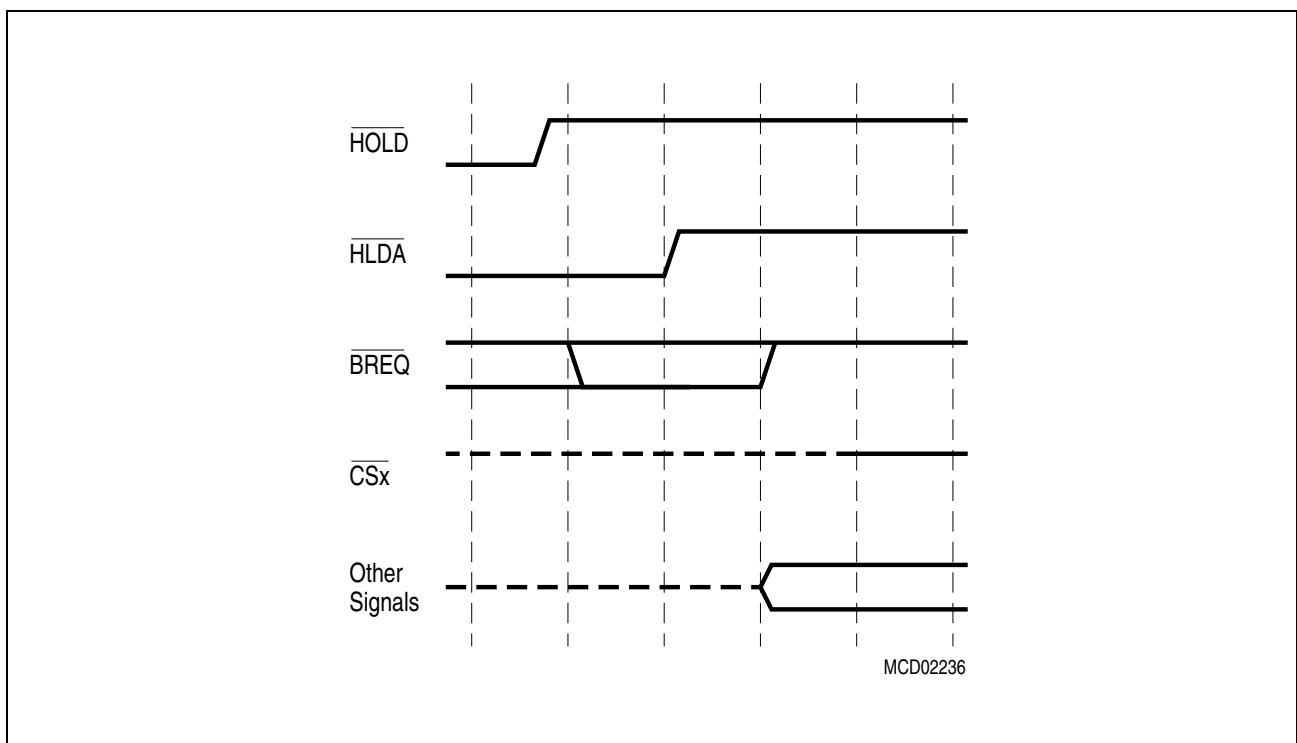 HOLD
HLDA
BREQ
CSx
Other
Signals
MCD02236